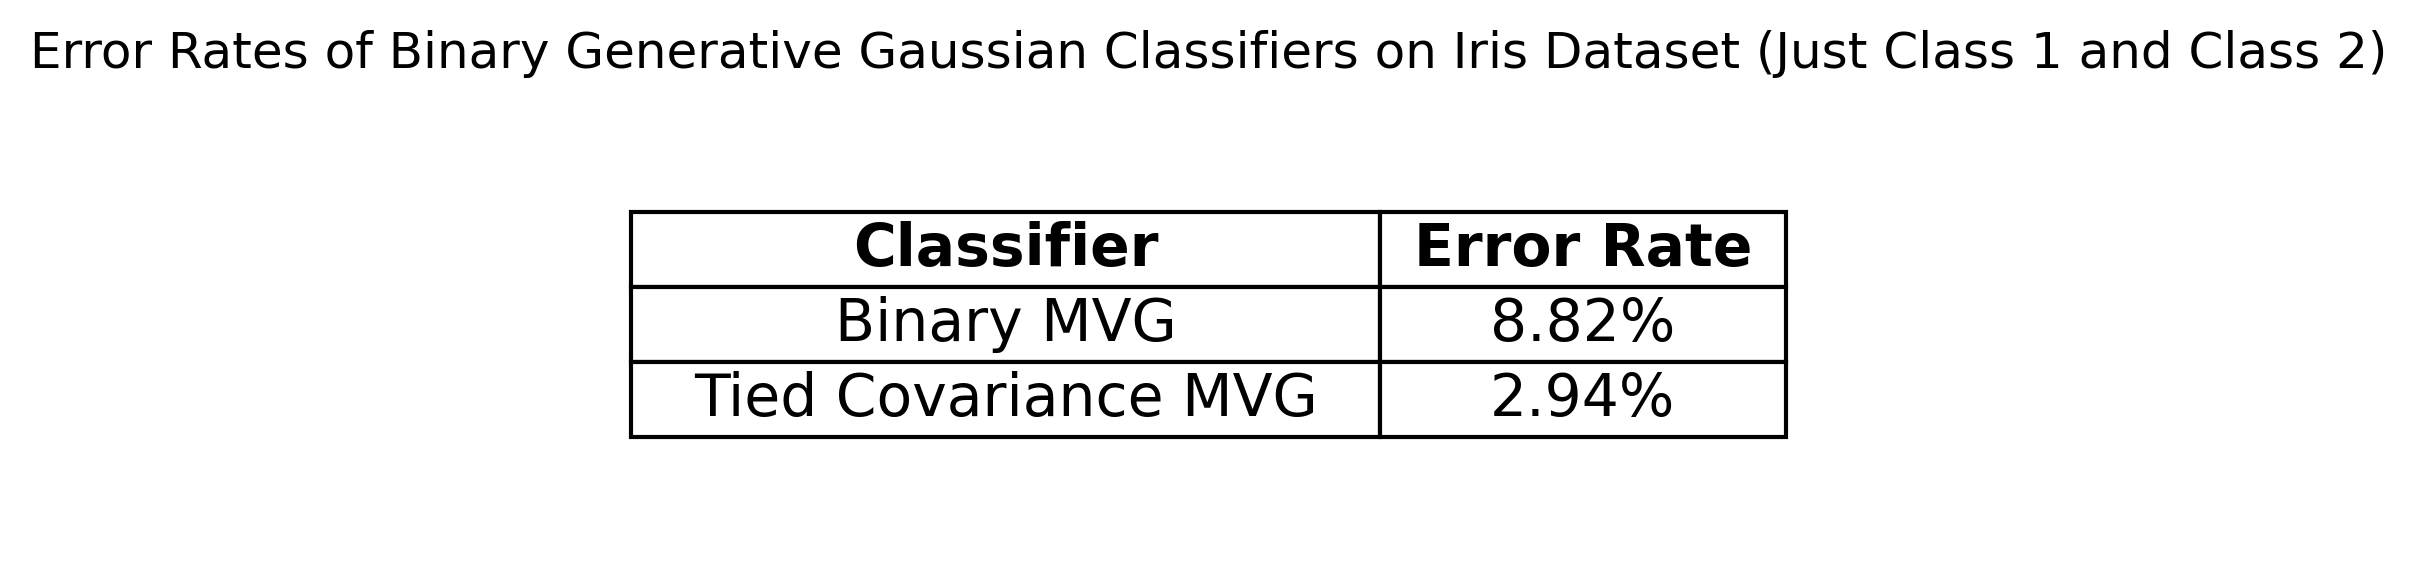 Error Rates of Binary Generative Gaussian Classifiers on Iris Dataset (Just Class 1 and Class 2)
Classifier Error Rate
Binary MVG 8.82%
Tied Covariance MVG 2.94%